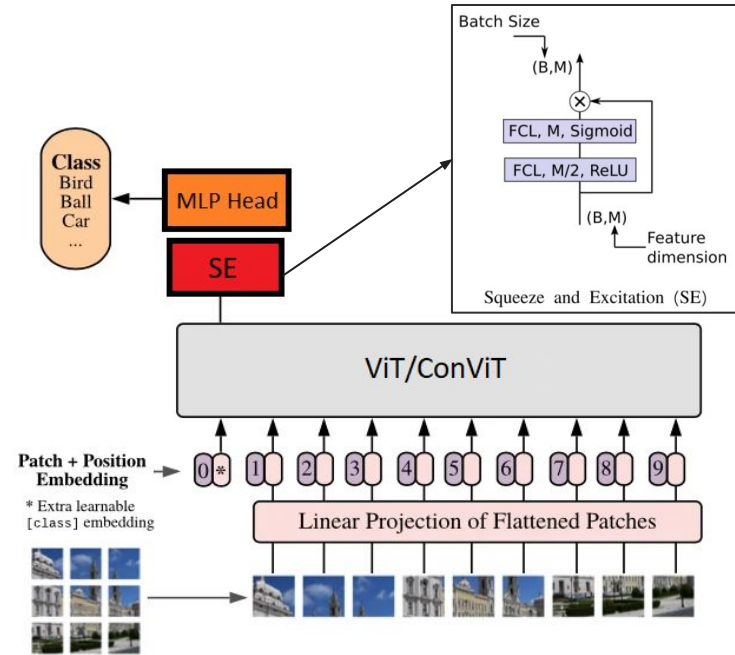 Batch Size
(B,M)
FCL, M, Sigmoid
FCL, M/2, ReLU
(B,M)
Feature
dimension
Squeeze and Excitation (SE)
Class
Bird
Ball
Car
...
MLP Head
SE
ViT/ConViT
Patch + Position
Embedding
* Extra learnable
[class] embedding
0 * 1 2 3 4 5 6 7 8 9
Linear Projection of Flattened Patches